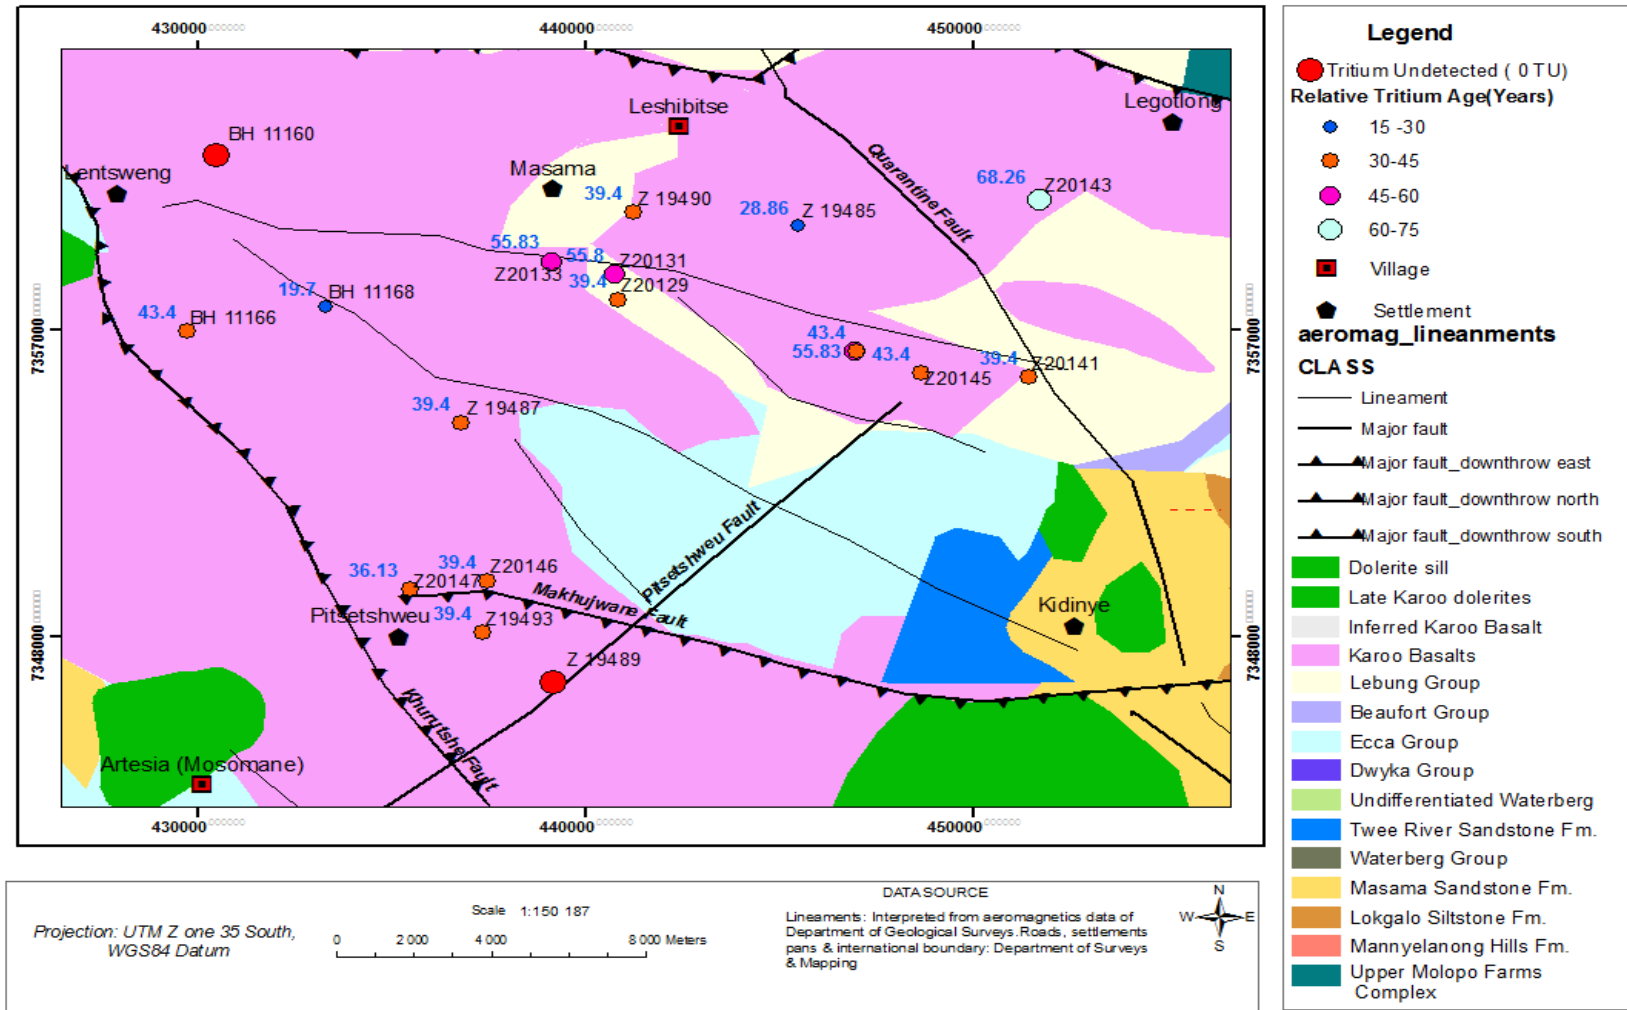 430000
440000
450000
Leshibitse
Legotlong
BH 11160
Lentsweng
Masama
Quarantine Fault
39.4
Z 19490
28.86
Z 19485
68.26
Z20143
55.83
Z20133
55.8
Z20131
39.4
Z20129
19.7
BH 11168
43.4
BH 11166
43.4
55.83
43.4
Z20145
39.4
Z20141
39.4
Z 19487
7357000
7357000
Pitsetshweu Fault
36.13
Z20147
39.4
Z20146
Makhujwane Fault
Pitsetshweu
39.4
Z19493
Kidinye
Z 19489
7348000
7348000
Khurutshe Fault
Artesia (Mosomane)
430000
440000
450000
Legend
Tritium Undetected ( 0 TU)
Relative Tritium Age(Years)
15 -30
30-45
45-60
60-75
Village
Settlement
aeromag_lineanments
CLASS
Lineament
Major fault
Major fault_downthrow east
Major fault_downthrow north
Major fault_downthrow south
Dolerite sill
Late Karoo dolerites
Inferred Karoo Basalt
Karoo Basalts
Lebung Group
Beaufort Group
Ecca Group
Dwyka Group
Undifferentiated Waterberg
Twee River Sandstone Fm.
Waterberg Group
Masama Sandstone Fm.
Lokgalo Siltstone Fm.
Mannyelanong Hills Fm.
Upper Molopo Farms
Complex
Projection: UTM Z one 35 South,
WGS84 Datum
Scale 1:150 187
0 2 000 4 000 8 000 Meters
DATA SOURCE
Lineaments: Interpreted from aeromagnetics data of
Department of Geological Surveys. Roads, settlements
pans & international boundary: Department of Surveys
& Mapping
N
W E
S